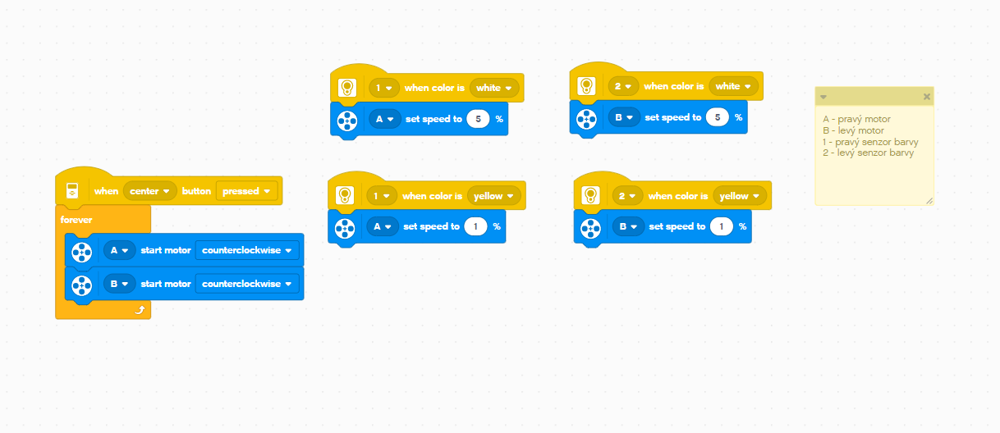 1 when color is white
A set speed to 5 %
2 when color is white
B set speed to 5 %
A - pravý motor
B - levý motor
1 - pravý senzor barvy
2 - levý senzor barvy
when center button pressed
forever
A start motor counterclockwise
B start motor counterclockwise
1 when color is yellow
A set speed to 1 %
2 when color is yellow
B set speed to 1 %